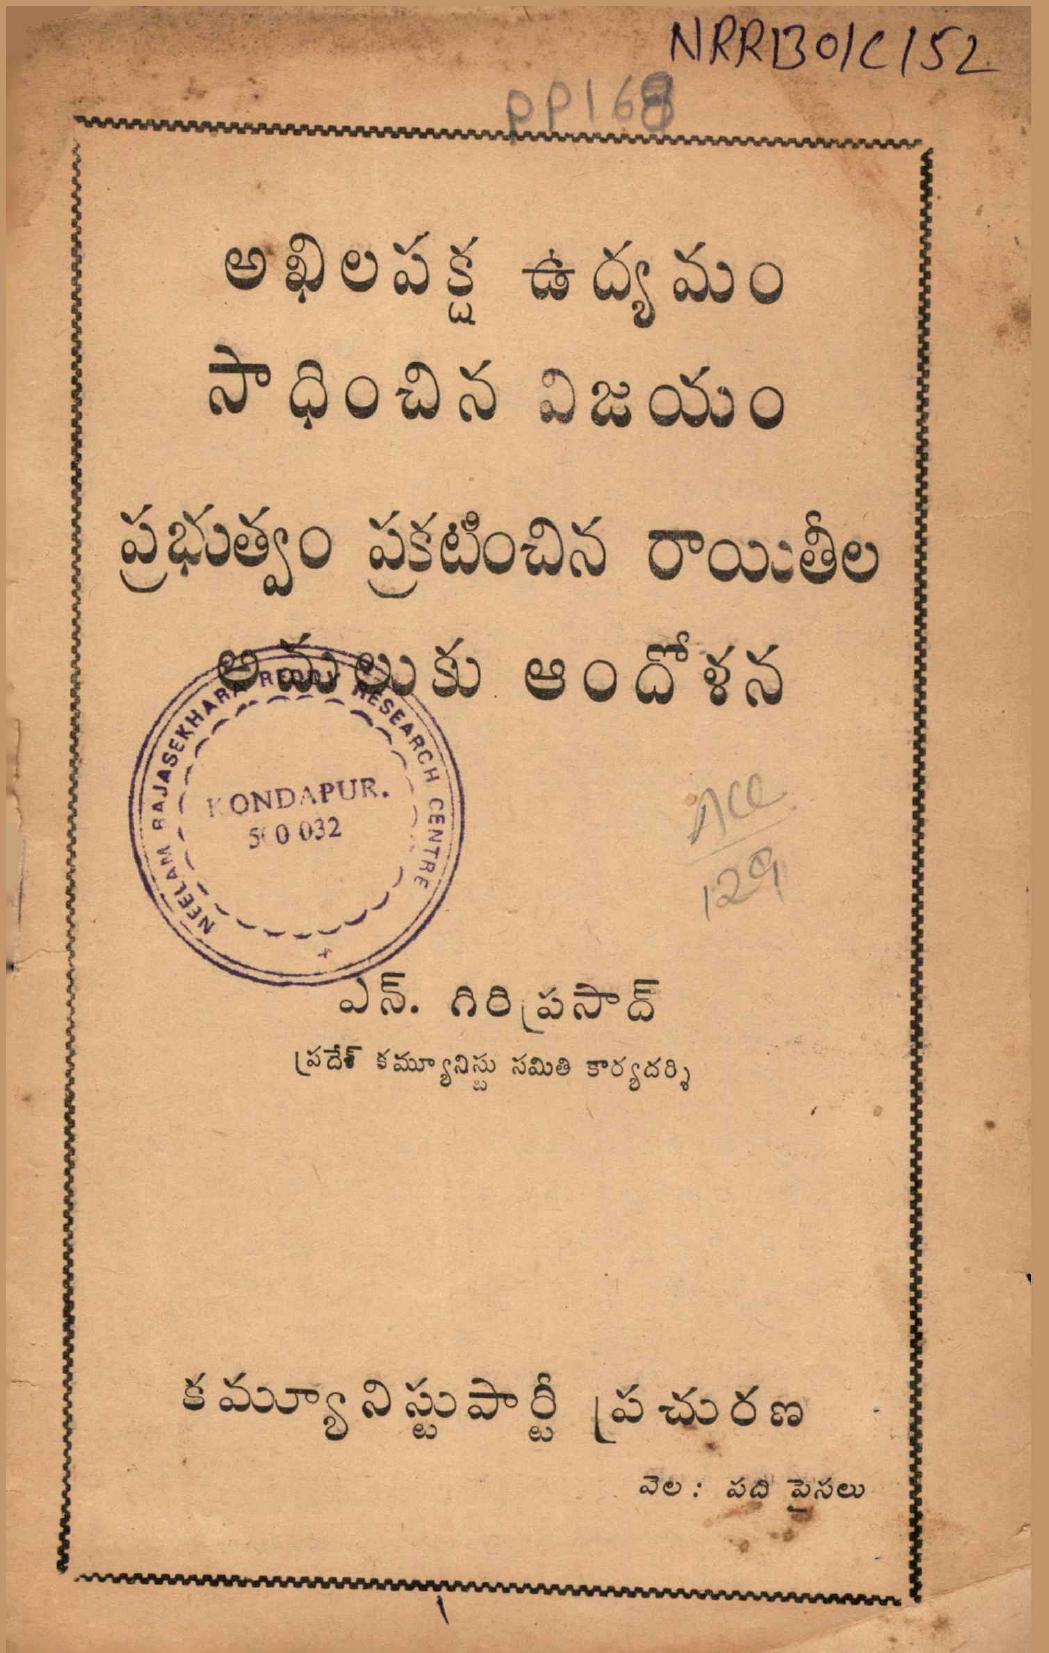 NRRB01C152
PP168
అఖిలపక్ష ఉద్యమం
సాధించిన విజయం
ప్రభుత్వం ప్రకటించిన రాయితీల
అమలుకు ఆందోళన
NEELAM RAJASEKHARA REDDY RESEARCH CENTRE
KONDAPUR.
500 032
Acc
129
ఎన్. గిరిప్రసాద్
ప్రదేశ్ కమ్యూనిస్టు సమితి కార్యదర్శి
కమ్యూనిస్టుపార్టీ ప్రచురణ
వెల : పది పైసలు